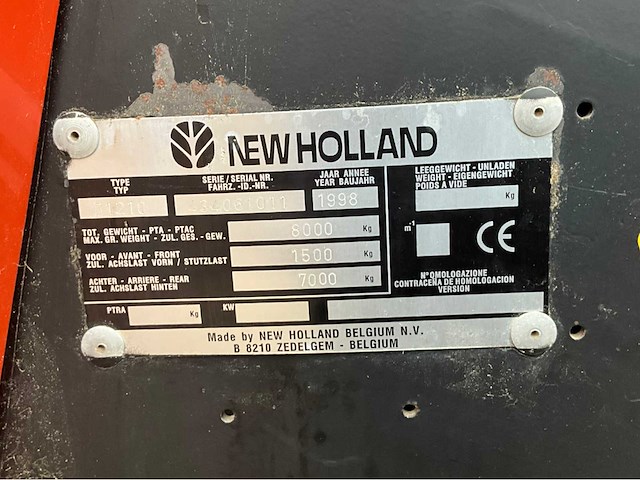 NEW HOLLAND
TYPE
TYP
SERIE / SERIAL NR.
FAHRZ. -ID.-NR.
JAAR ANNEE
YEAR BAUJAHR
1998
LEEGGEWICHT - UNLADEN
WEIGHT - EIGENGEWICHT
POIDS À VIDE
Kg
TOT. GEWICHT - PTA - PTAC
MAX. GR. WEIGHT - ZUL. GES. - GEW.
8000 Kg
VOOR - AVANT - FRONT
ZUL. ACHSLAST VORN / STUTZLAST
1500 Kg
ACHTER - ARRIERE - REAR
ZUL. ACHSLAST HINTEN
7000 Kg
m³
CE
N°OMOLOGAZIONE
CONTRACENA DE HOMOLOGACION
VERSION
PTRA Kg KW
Made by NEW HOLLAND BELGIUM N.V.
B 8210 ZEDELGEM - BELGIUM